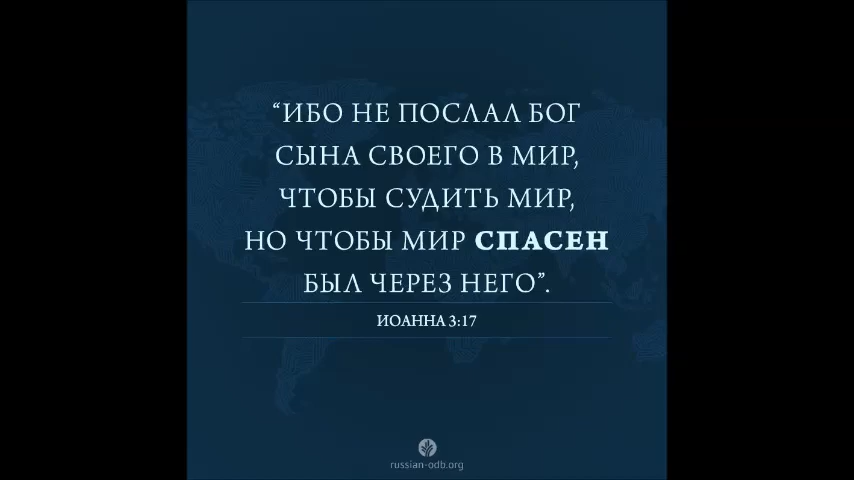 “ИБО НЕ ПОСЛАЛ БОГ
СЫНА СВОЕГО В МИР,
ЧТОБЫ СУДИТЬ МИР,
НО ЧТОБЫ МИР СПАСЕН
БЫЛ ЧЕРЕЗ НЕГО”.
ИОАННА 3:17
russian-odb.org